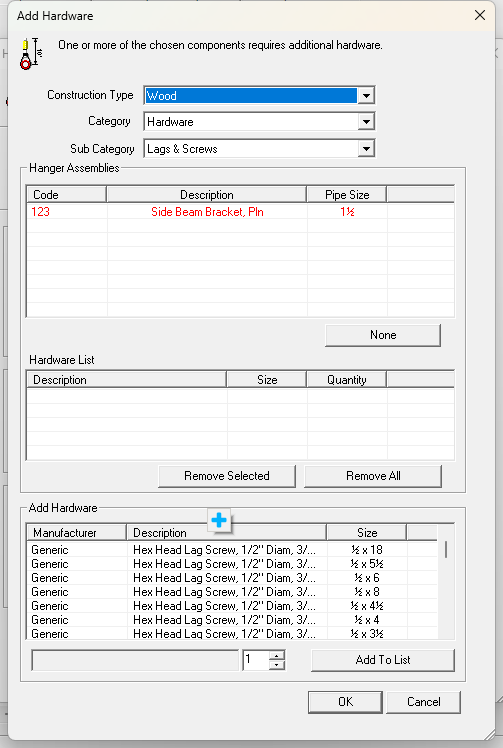 Add Hardware
One or more of the chosen components requires additional hardware.
Construction Type Wood
Category Hardware
Sub Category Lags & Screws
Hanger Assemblies
Code Description Pipe Size
123 Side Beam Bracket, Pln 1½
None
Hardware List
Description Size Quantity
Remove Selected Remove All
Add Hardware
Manufacturer Description Size
Generic Hex Head Lag Screw, 1/2" Diam, 3/... ½ x 18
Generic Hex Head Lag Screw, 1/2" Diam, 3/... ½ x 5½
Generic Hex Head Lag Screw, 1/2" Diam, 3/... ½ x 6
Generic Hex Head Lag Screw, 1/2" Diam, 3/... ½ x 8
Generic Hex Head Lag Screw, 1/2" Diam, 3/... ½ x 4½
Generic Hex Head Lag Screw, 1/2" Diam, 3/... ½ x 4
Generic Hex Head Lag Screw, 1/2" Diam, 3/... ½ x 3½
1 Add To List
OK Cancel